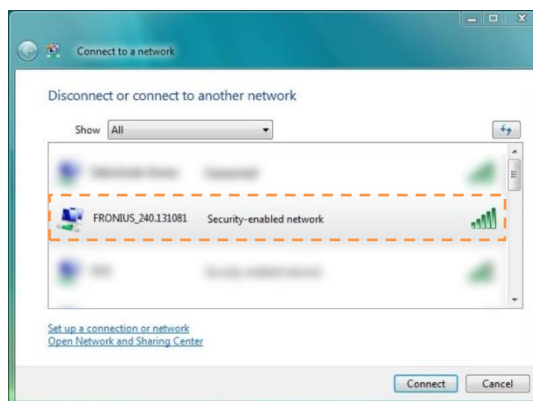 Connect to a network
Disconnect or connect to another network
Show All
FRONIUS_240.131081 Security-enabled network
Set up a connection or network
Open Network and Sharing Center
Connect Cancel